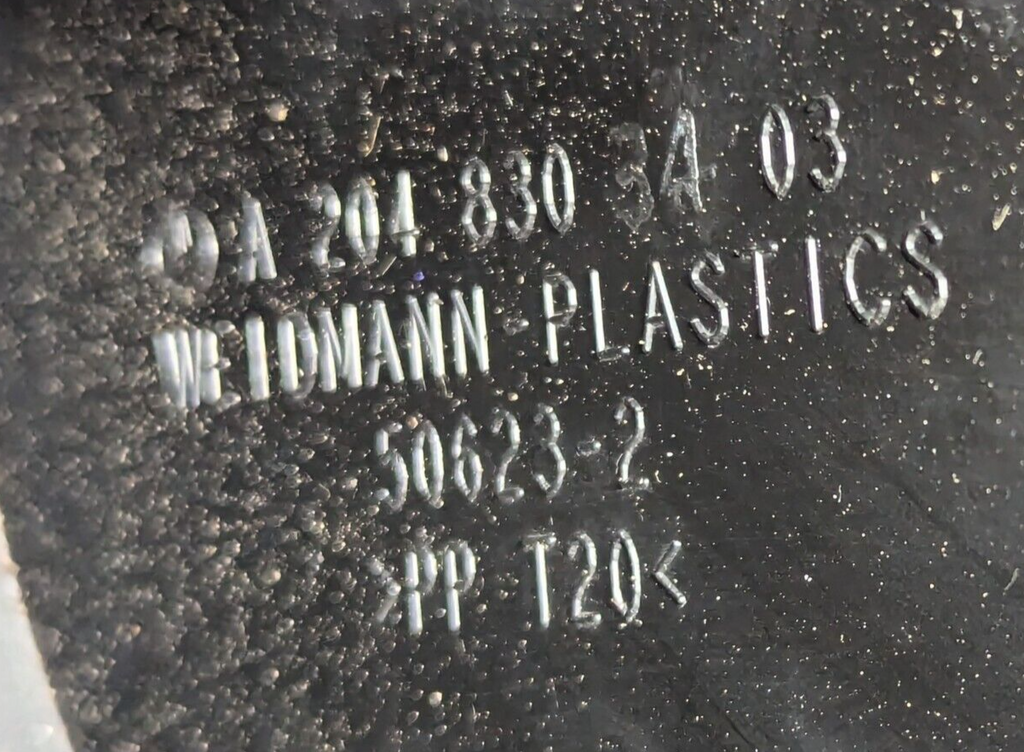 A 204 830 3A 03
WEIDMANN PLASTICS
50623-2
>PP T20<